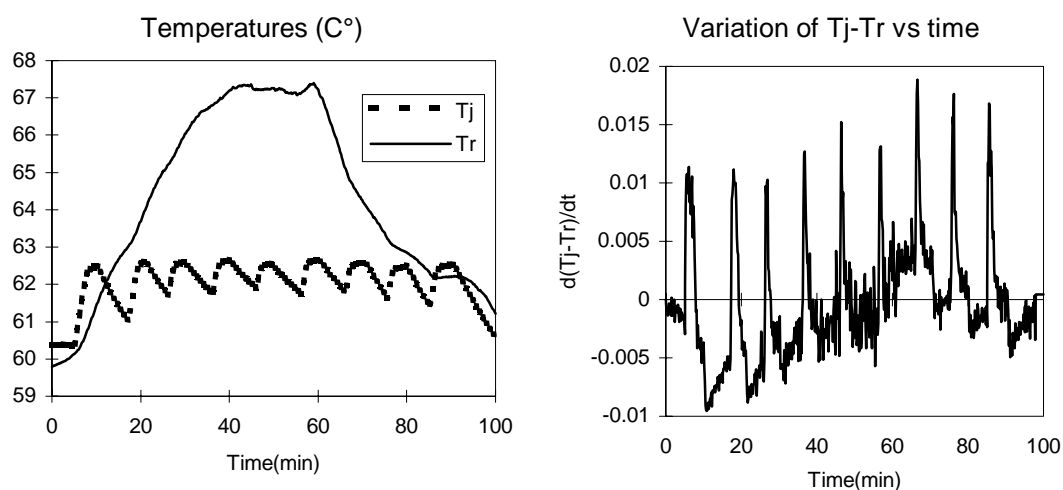 Temperatures (C°)
68
67
66
65
64
63
62
61
60
59
0 20 40 60 80 100
Time(min)
Tj
Tr
Variation of Tj-Tr vs time
0.02
0.015
0.01
0.005
0
-0.005
-0.01
d(Tj-Tr)/dt
0 20 40 60 80 100
Time(min)